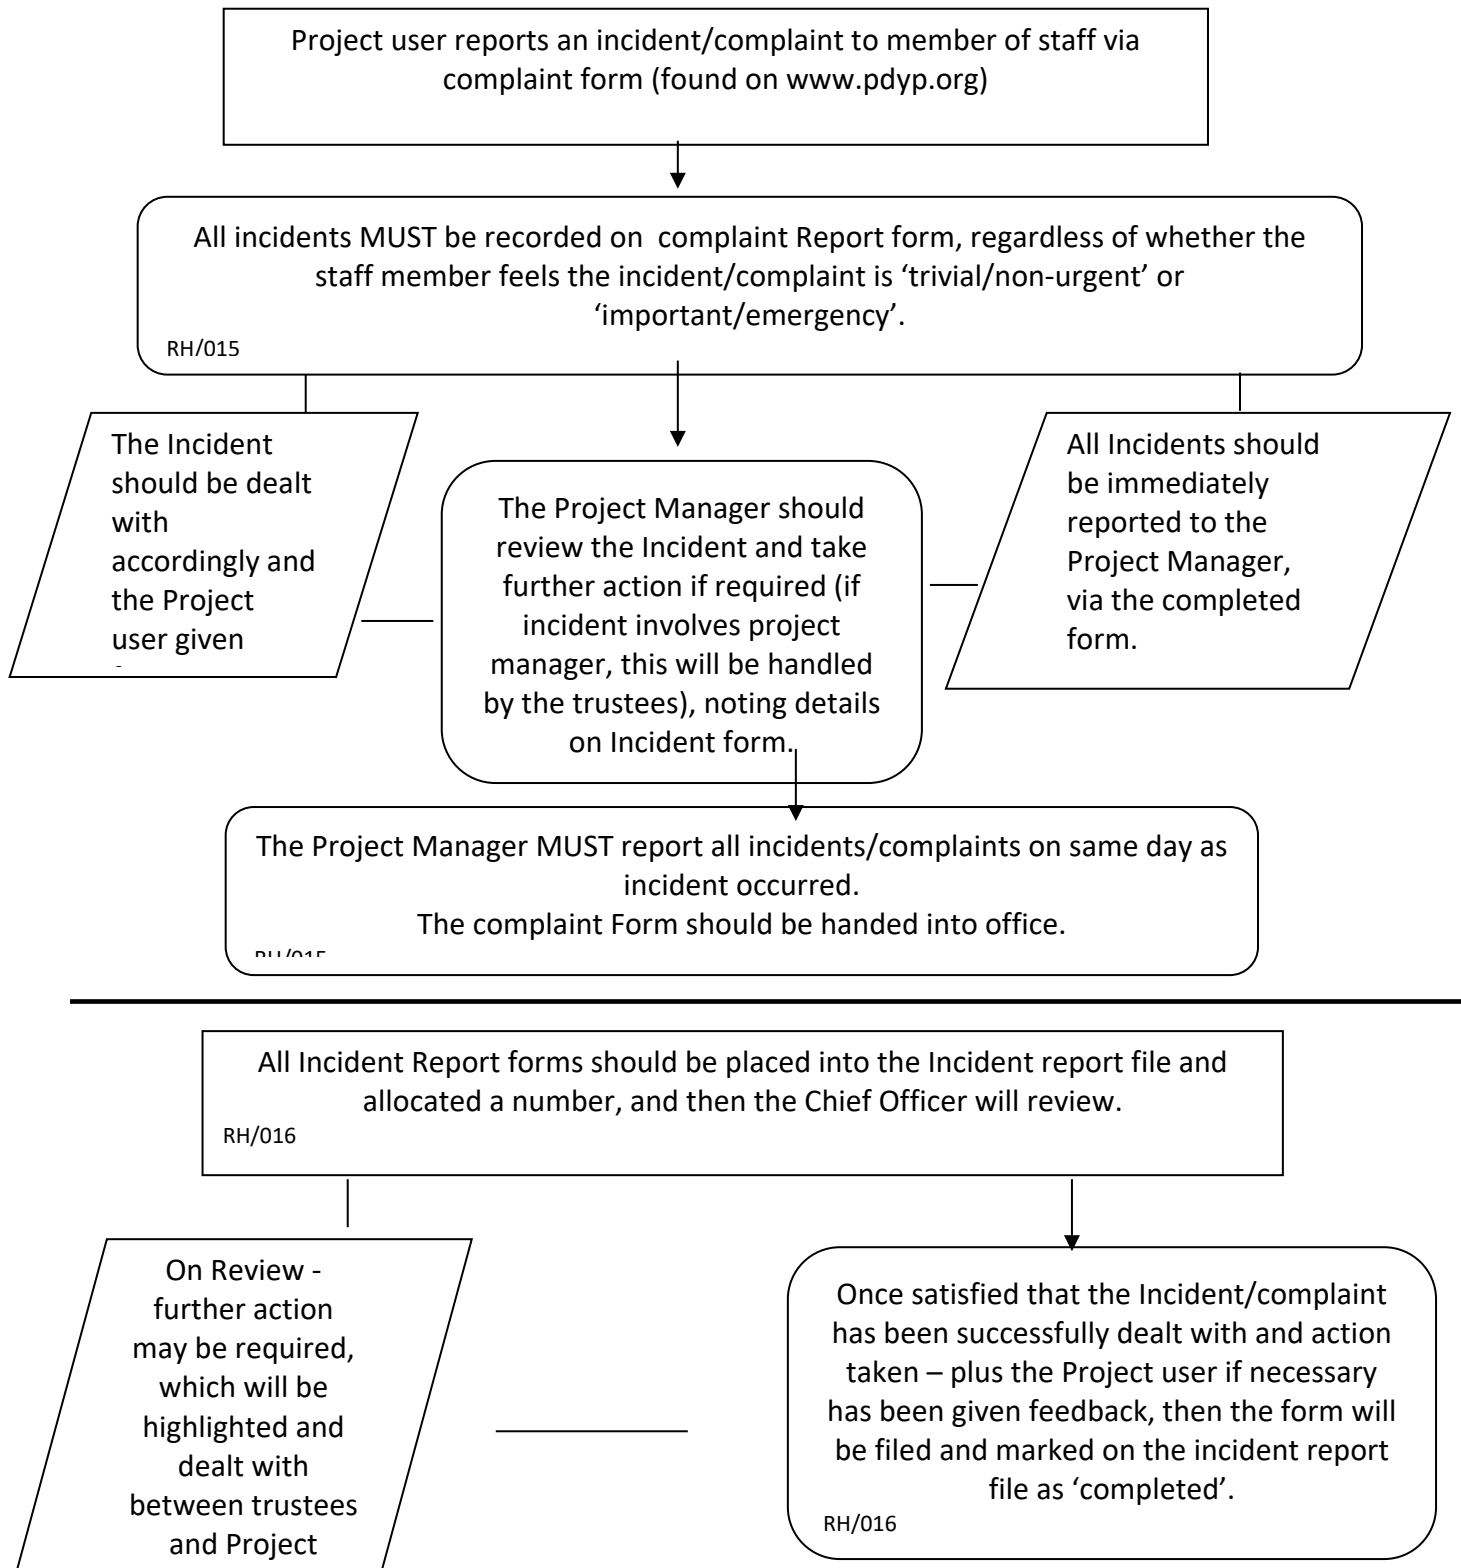 Project user reports an incident/complaint to member of staff via
complaint form (found on www.pdyp.org)
All incidents MUST be recorded on  complaint Report form, regardless of whether the
staff member feels the incident/complaint is ‘trivial/non-urgent’ or
‘important/emergency’.
RH/015
The Incident
should be dealt
with
accordingly and
the Project
user given
The Project Manager should
review the Incident and take
further action if required (if
incident involves project
manager, this will be handled
by the trustees), noting details
on Incident form.
All Incidents should
be immediately
reported to the
Project Manager,
via the completed
form.
The Project Manager MUST report all incidents/complaints on same day as
incident occurred.
The complaint Form should be handed into office.
RH/015
All Incident Report forms should be placed into the Incident report file and
allocated a number, and then the Chief Officer will review.
RH/016
On Review -
further action
may be required,
which will be
highlighted and
dealt with
between trustees
and Project
Once satisfied that the Incident/complaint
has been successfully dealt with and action
taken – plus the Project user if necessary
has been given feedback, then the form will
be filed and marked on the incident report
file as ‘completed’.
RH/016